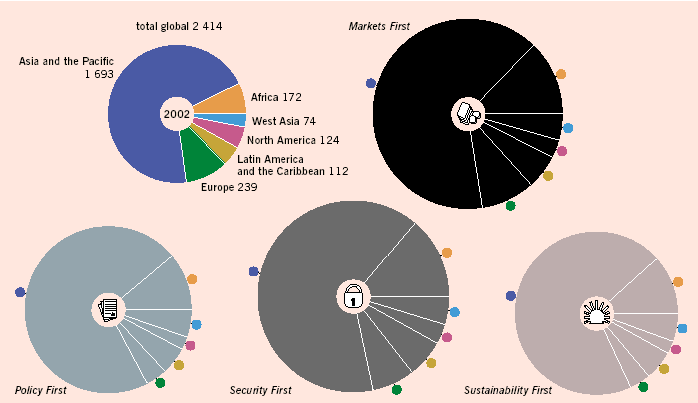 total global 2 414
Markets First
Asia and the Pacific
1 693
Africa 172
2002
West Asia 74
North America 124
Latin America
and the Caribbean 112
Europe 239
1
Policy First
Security First
Sustainability First